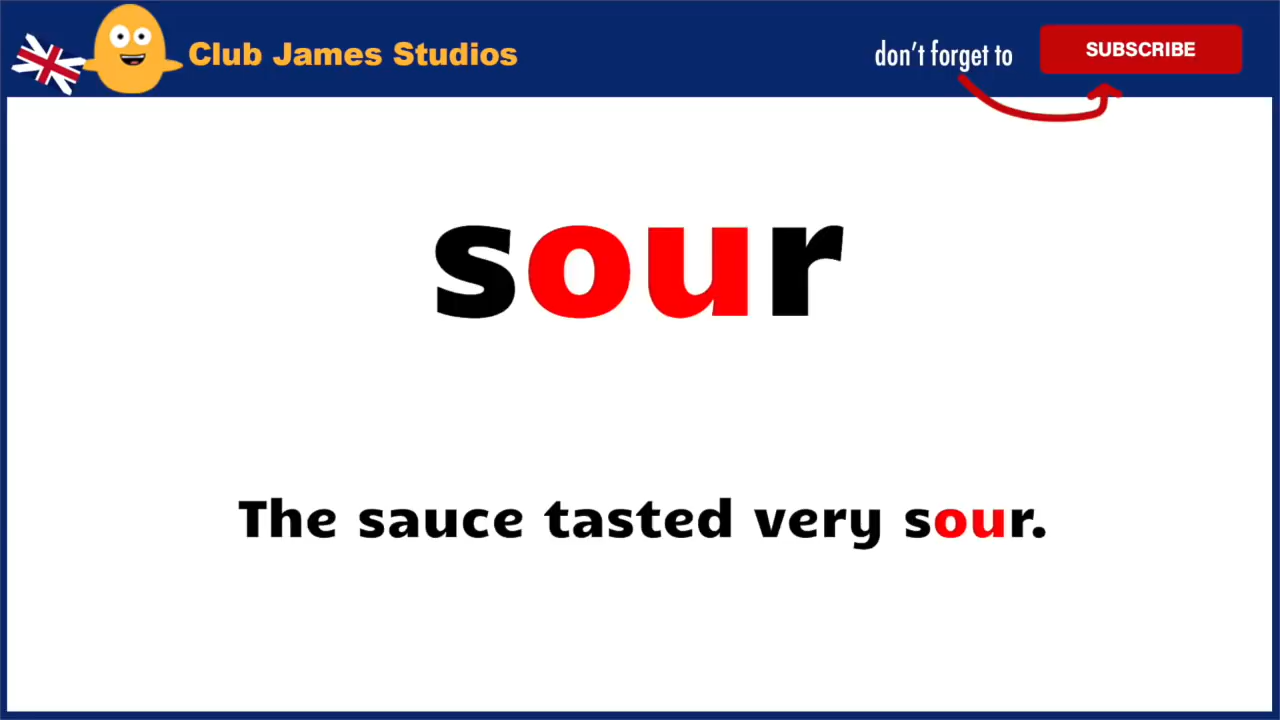 Club James Studios
don't forget to
SUBSCRIBE
sour
The sauce tasted very sour.